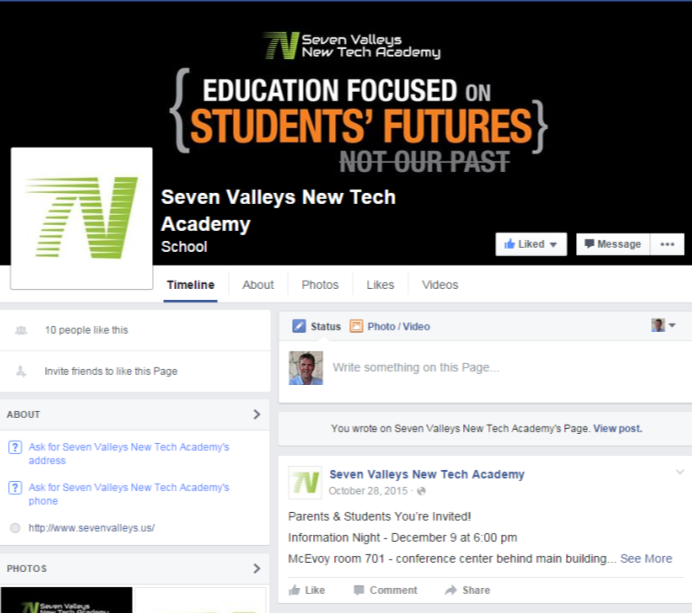 Seven Valleys
New Tech Academy
{EDUCATION FOCUSED ON
STUDENTS' FUTURES}
NOT OUR PAST
7V
Seven Valleys New Tech
Academy
School
Liked
Message
Timeline About Photos Likes Videos
10 people like this
Invite friends to like this Page
ABOUT
Ask for Seven Valleys New Tech Academy's
address
Ask for Seven Valleys New Tech Academy's
phone
http://www.sevenvalleys.us/
PHOTOS
Seven Valleys
New Tech Academy
Status Photo / Video
Write something on this Page...
You wrote on Seven Valleys New Tech Academy's Page. View post.
Seven Valleys New Tech Academy
October 28, 2015 ·
Parents & Students You're Invited!
Information Night - December 9 at 6:00 pm
McEvoy room 701 - conference center behind main building... See More
Like Comment Share